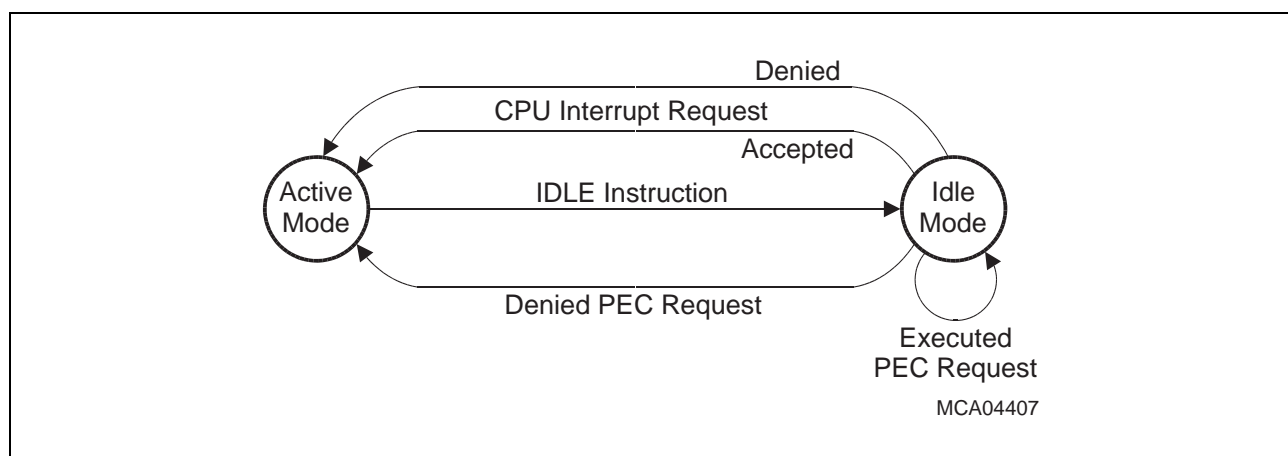 Denied
CPU Interrupt Request
Accepted
Active
Mode
IDLE Instruction
Idle
Mode
Denied PEC Request
Executed
PEC Request
MCA04407